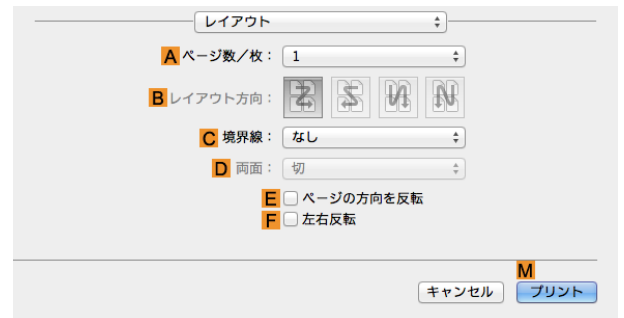 レイアウト
A ページ数／枚： 1
B レイアウト方向：
C 境界線： なし
D 両面： 切
E ページの方向を反転
F 左右反転
M
キャンセル プリント